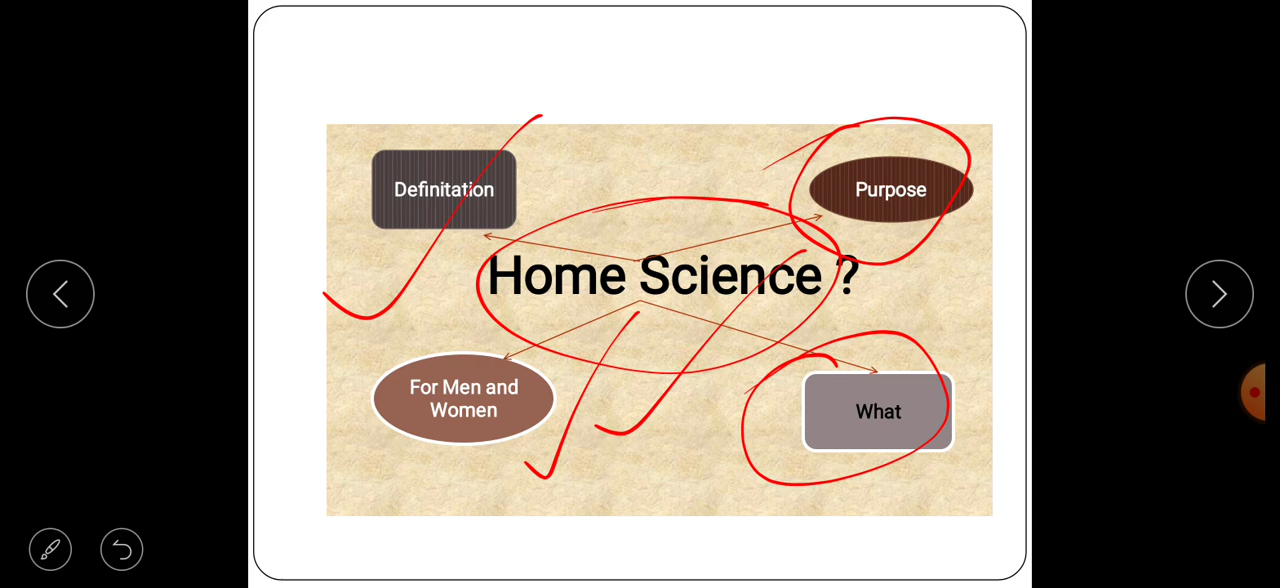 Definitation
Purpose
Home Science ?
For Men and
Women
What